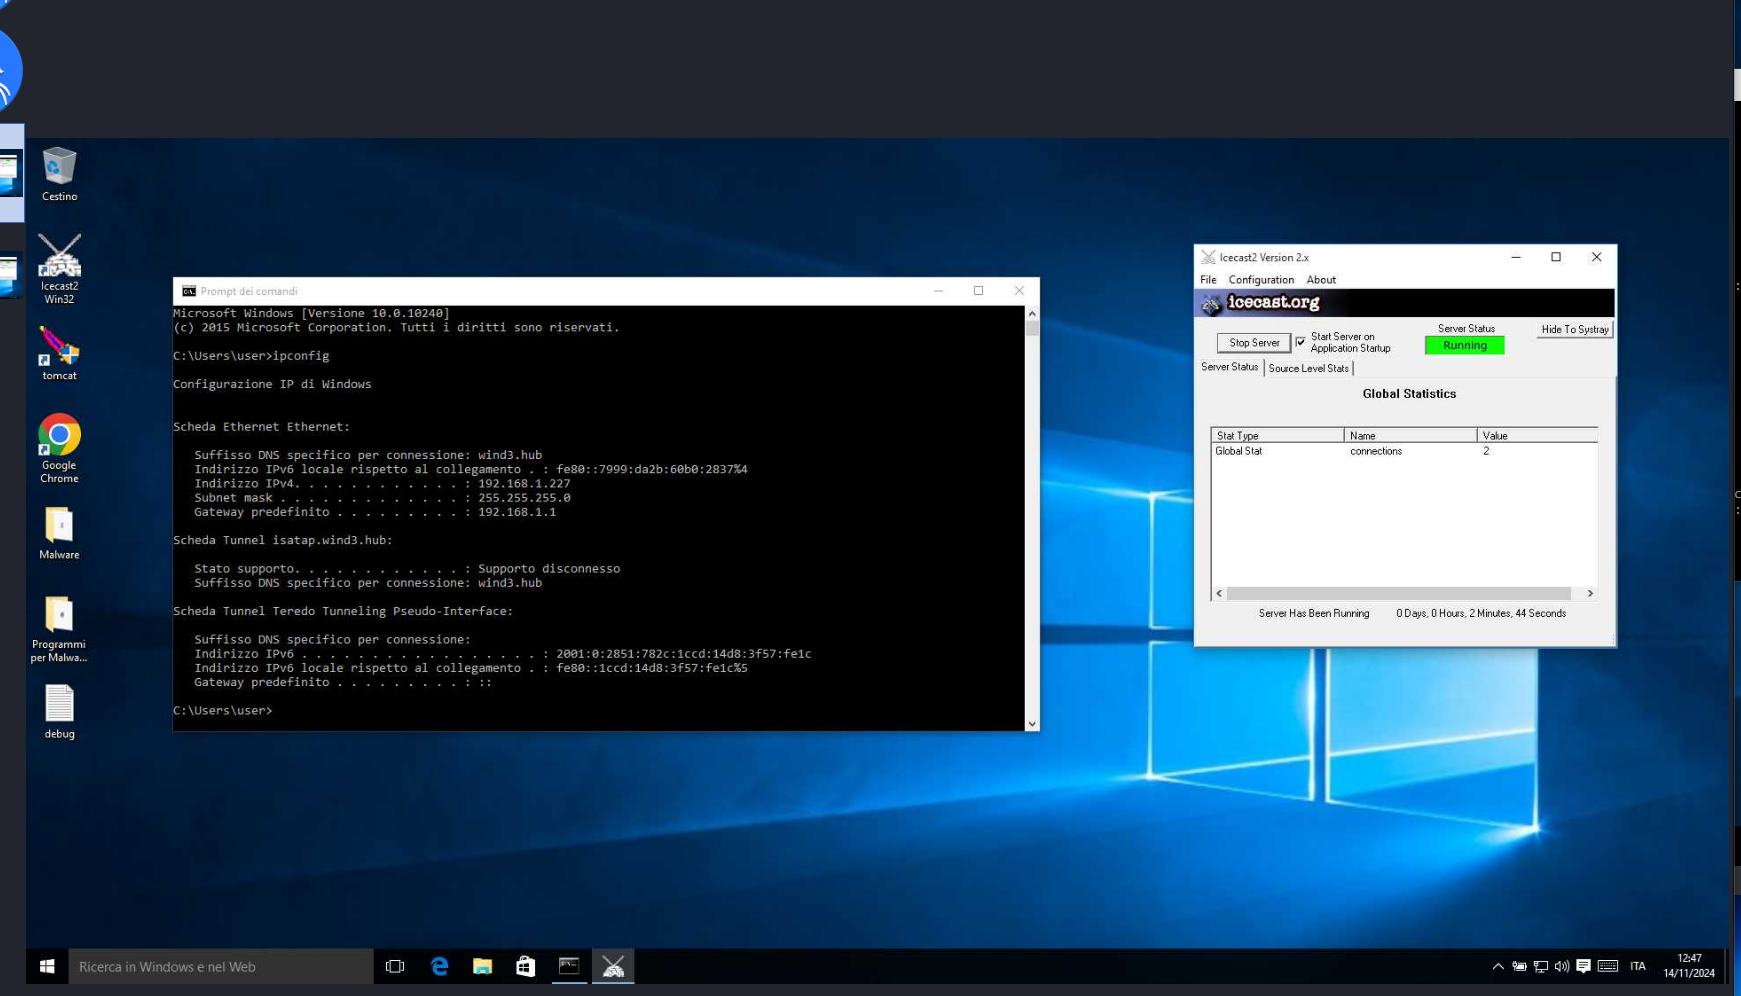 Cestino
Icecast2
Win32
tomcat
Google
Chrome
Malware
Programmi
per Malwa...
debug
Prompt dei comandi
Microsoft Windows [Versione 10.0.10240]
(c) 2015 Microsoft Corporation. Tutti i diritti sono riservati.
C:\Users\user>ipconfig
Configurazione IP di Windows
Scheda Ethernet Ethernet:
Suffisso DNS specifico per connessione: wind3.hub
Indirizzo IPv6 locale rispetto al collegamento . : fe80::7999:da2b:60b0:2837%4
Indirizzo IPv4. . . . . . . . . . . . : 192.168.1.227
Subnet mask . . . . . . . . . . . . . : 255.255.255.0
Gateway predefinito . . . . . . . . . : 192.168.1.1
Scheda Tunnel isatap.wind3.hub:
Stato supporto. . . . . . . . . . . . : Supporto disconnesso
Suffisso DNS specifico per connessione: wind3.hub
Scheda Tunnel Teredo Tunneling Pseudo-Interface:
Suffisso DNS specifico per connessione:
Indirizzo IPv6 . . . . . . . . . . . . . . . . . : 2001:0:2851:782c:1ccd:14d8:3f57:fe1c
Indirizzo IPv6 locale rispetto al collegamento . : fe80::1ccd:14d8:3f57:fe1c%5
Gateway predefinito . . . . . . . . . : ::
C:\Users\user>
Icecast2 Version 2.x
File Configuration About
icecast.org
Stop Server
Start Server on
Application Startup
Server Status
Running
Hide To Systray
Server Status Source Level Stats
Global Statistics
Stat Type Name Value
Global Stat connections 2
Server Has Been Running 0 Days, 0 Hours, 2 Minutes, 44 Seconds
Ricerca in Windows e nel Web
ITA
12:47
14/11/2024